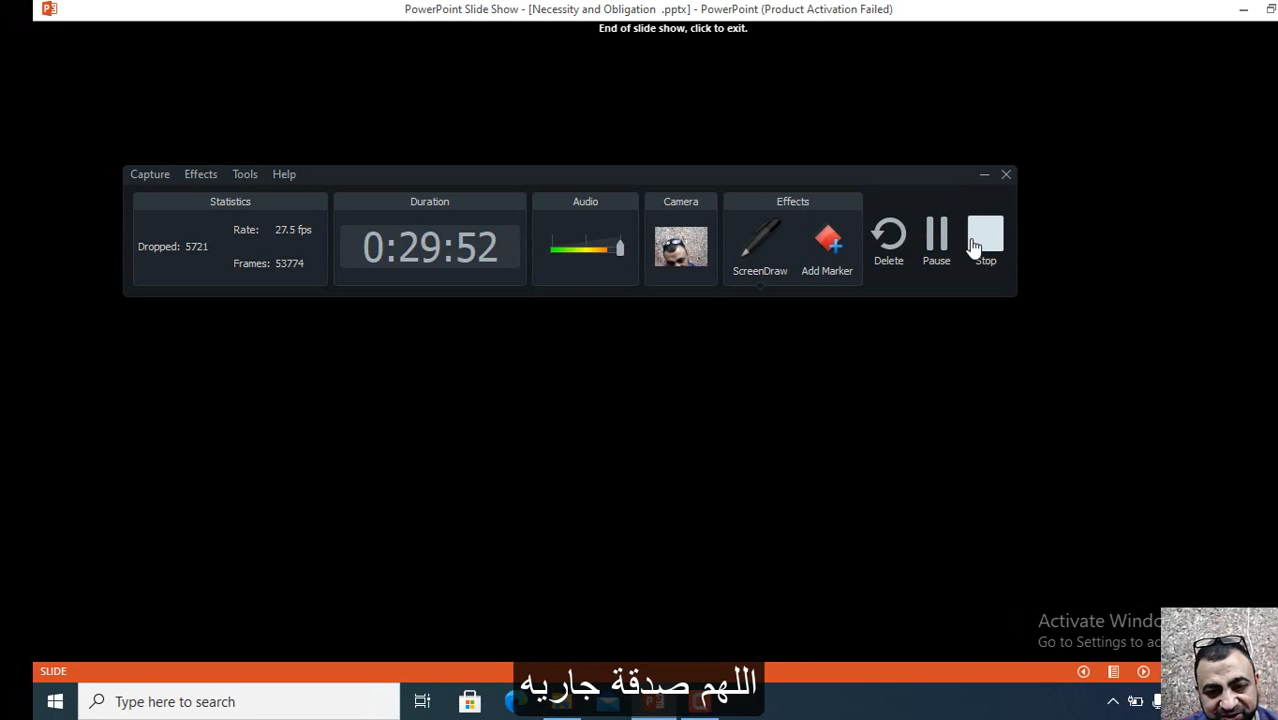 PowerPoint Slide Show - [Necessity and Obligation .pptx] - PowerPoint (Product Activation Failed)
End of slide show, click to exit.
Capture Effects Tools Help
Statistics Duration Audio Camera Effects
Dropped: 5721
Rate: 27.5 fps
Frames: 53774
0:29:52
ScreenDraw Add Marker
Delete Pause Stop
Activate Windo
Go to Settings to ac
SLIDE
اللهم صدقة جاريه
Type here to search